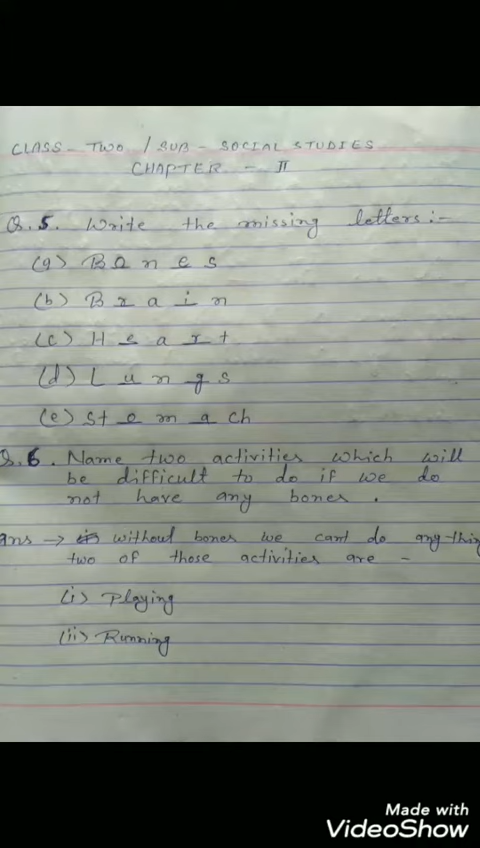 CLASS - TWO / SUB - SOCIAL STUDIES
CHAPTER - II
Q.5. Write the missing letters :-
(a) B o n e s
(b) B r a i n
(c) H e a r t
(d) L u n g s
(e) St o m a ch
Q.6. Name two activities which will
be difficult to do if we do
not have any bones.
Ans → without bones we cant do any-thing
two of those activities are -
(i) Playing
(ii) Running
Made with
VideoShow